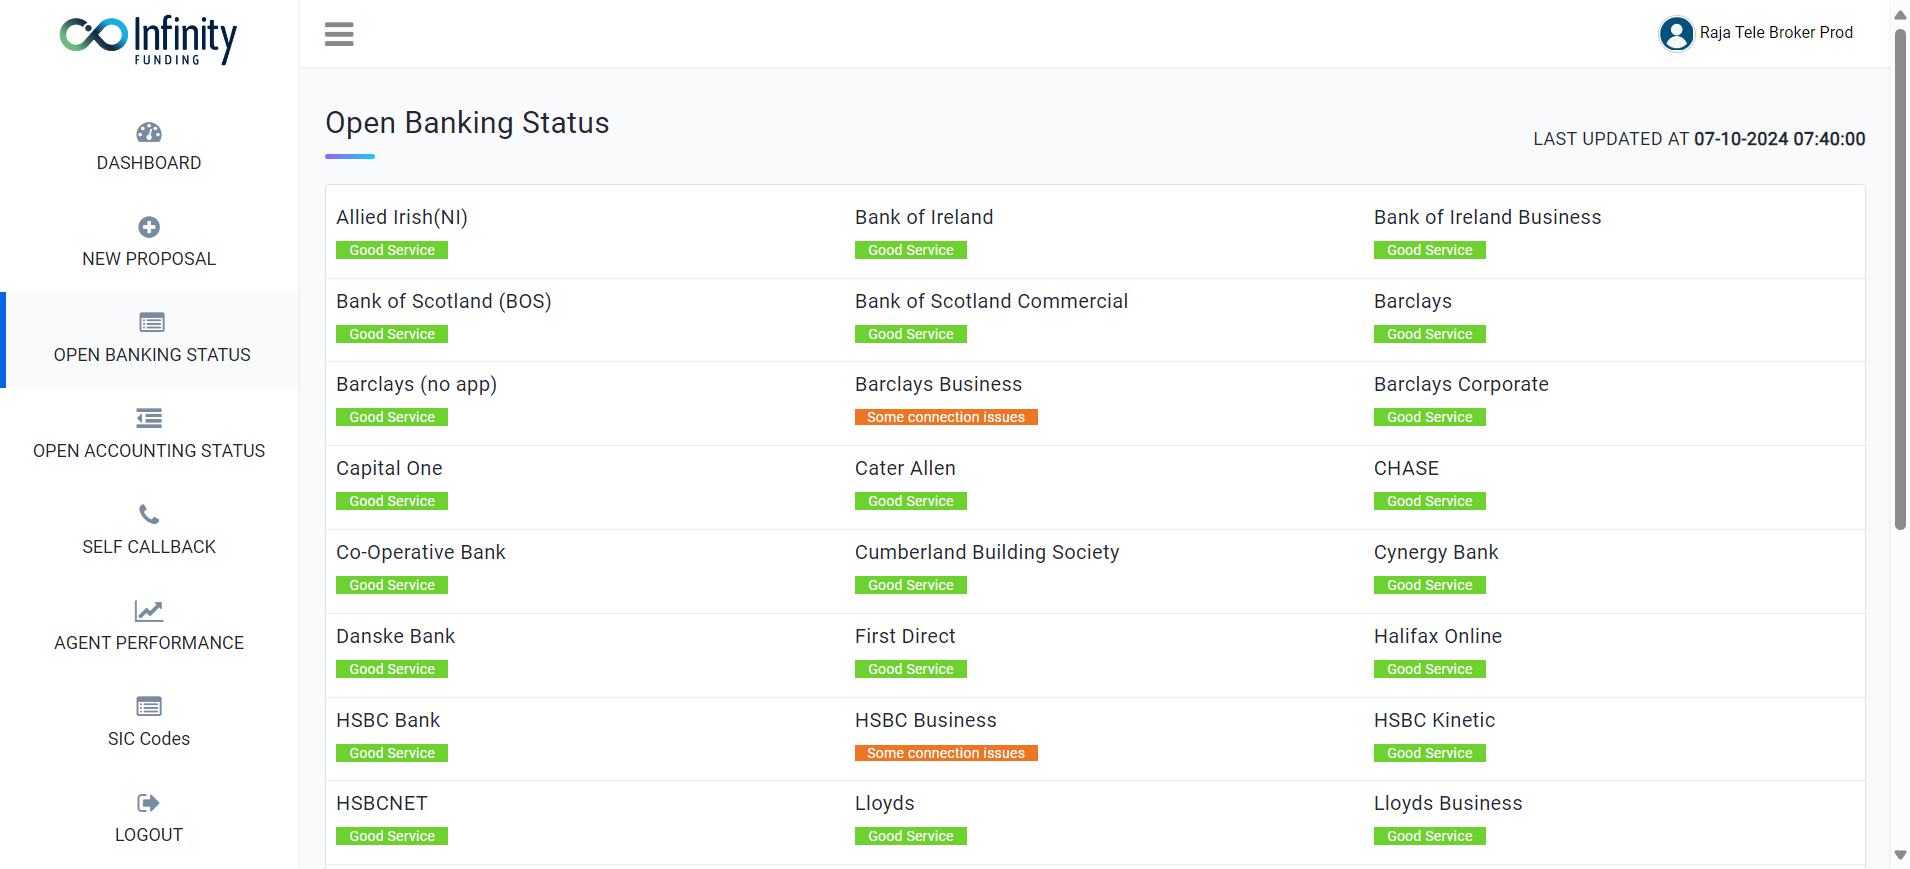 Infinity
FUNDING
Raja Tele Broker Prod
DASHBOARD
NEW PROPOSAL
OPEN BANKING STATUS
OPEN ACCOUNTING STATUS
SELF CALLBACK
AGENT PERFORMANCE
SIC Codes
LOGOUT
Open Banking Status
LAST UPDATED AT 07-10-2024 07:40:00
Allied Irish(NI) Bank of Ireland Bank of Ireland Business
Good Service Good Service Good Service
Bank of Scotland (BOS) Bank of Scotland Commercial Barclays
Good Service Good Service Good Service
Barclays (no app) Barclays Business Barclays Corporate
Good Service Some connection issues Good Service
Capital One Cater Allen CHASE
Good Service Good Service Good Service
Co-Operative Bank Cumberland Building Society Cynergy Bank
Good Service Good Service Good Service
Danske Bank First Direct Halifax Online
Good Service Good Service Good Service
HSBC Bank HSBC Business HSBC Kinetic
Good Service Some connection issues Good Service
HSBCNET Lloyds Lloyds Business
Good Service Good Service Good Service